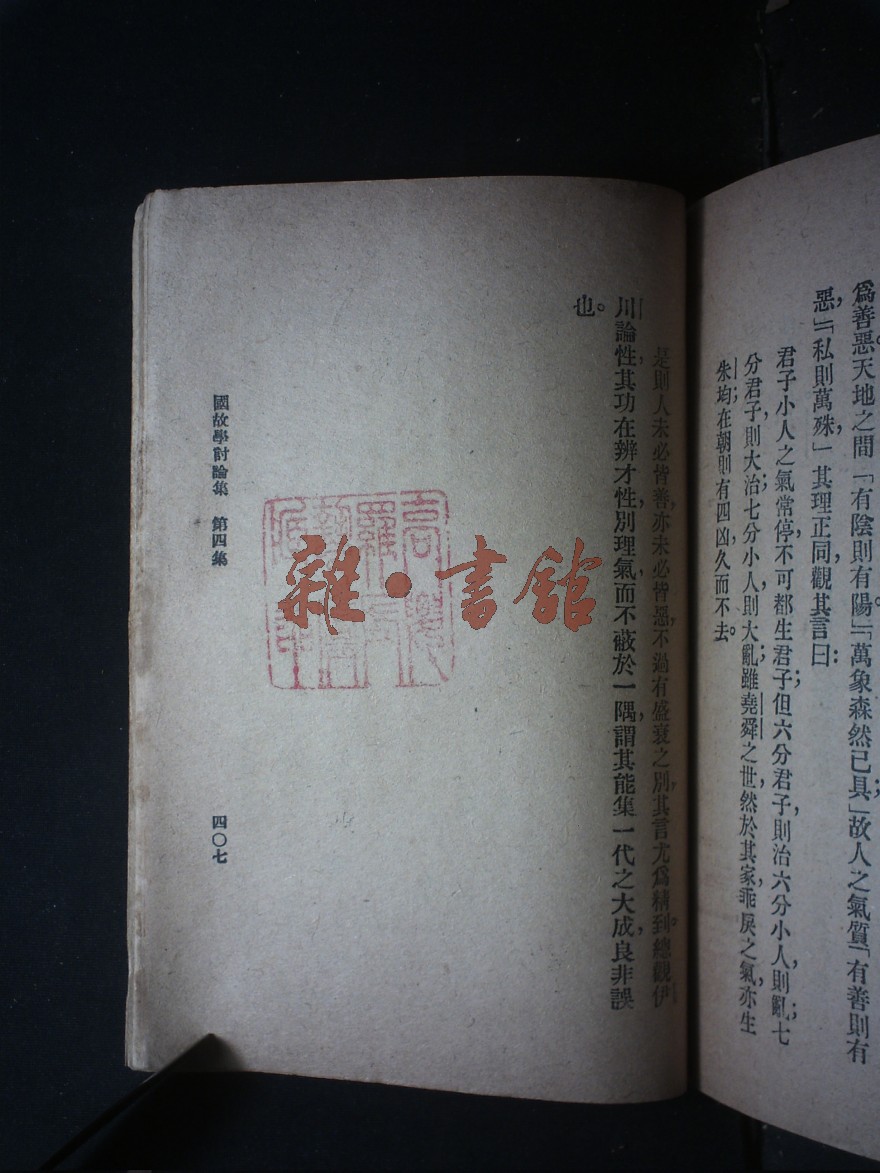 爲善惡。天地之間「有陰則有陽」;「萬象森然已具」;故人之氣質「有善則有
惡」,「私則萬殊」,其理正同觀其言曰:
君子小人之氣常停,不可都生君子;但六分君子則治,六分小人則亂;七
分君子,則大治;七分小人,則大亂;雖堯舜之世,然於其家乖戾之氣,亦生
朱均;在朝則有四凶,久而不去。
是則人未必皆善,亦未必皆惡,不過有盛衰之別,其言尤爲精到。總觀伊
川論性,其功在辨才性,別理氣,而不蔽於一隅,謂其能集一代之大成,良非誤
也。
國故學討論集 第四集
四〇七
雜·書館